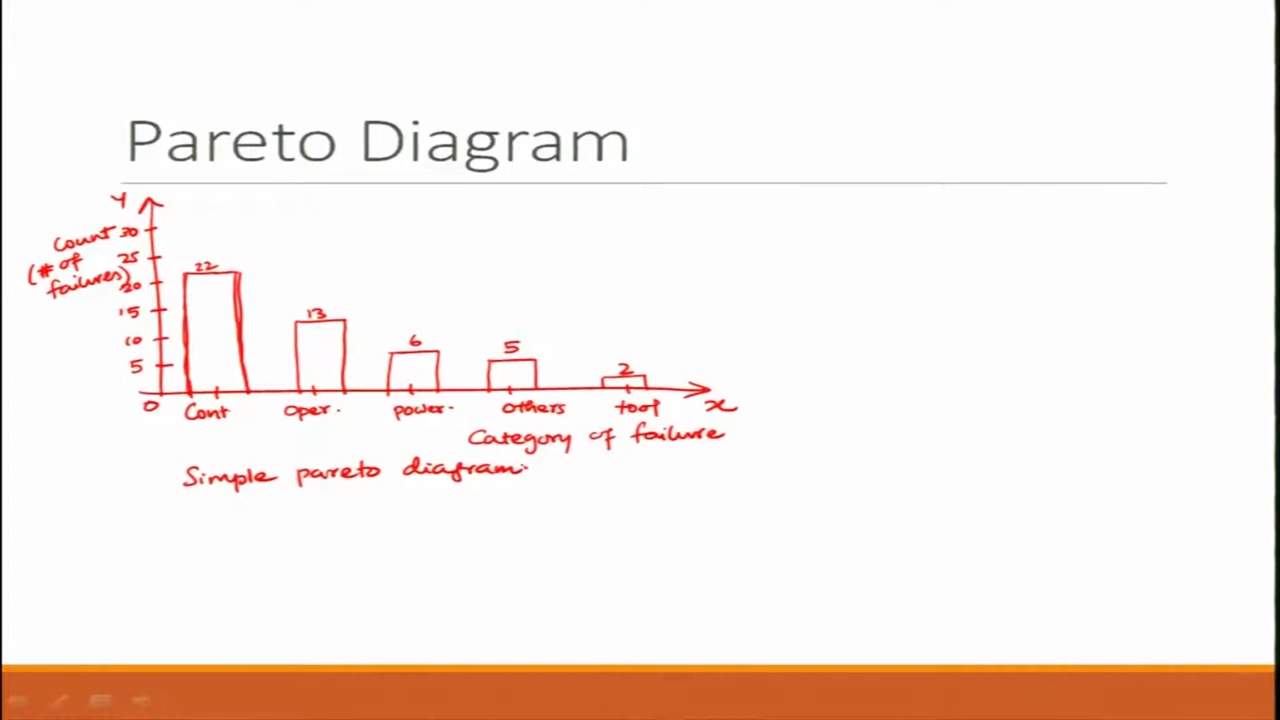 Pareto Diagram
Y
Count
(# of
failures)
30
25
20
15
10
5
0
22
13
6
5
2
Cont
Oper.
power.
others
tool
x
Category of failure
Simple pareto diagram.